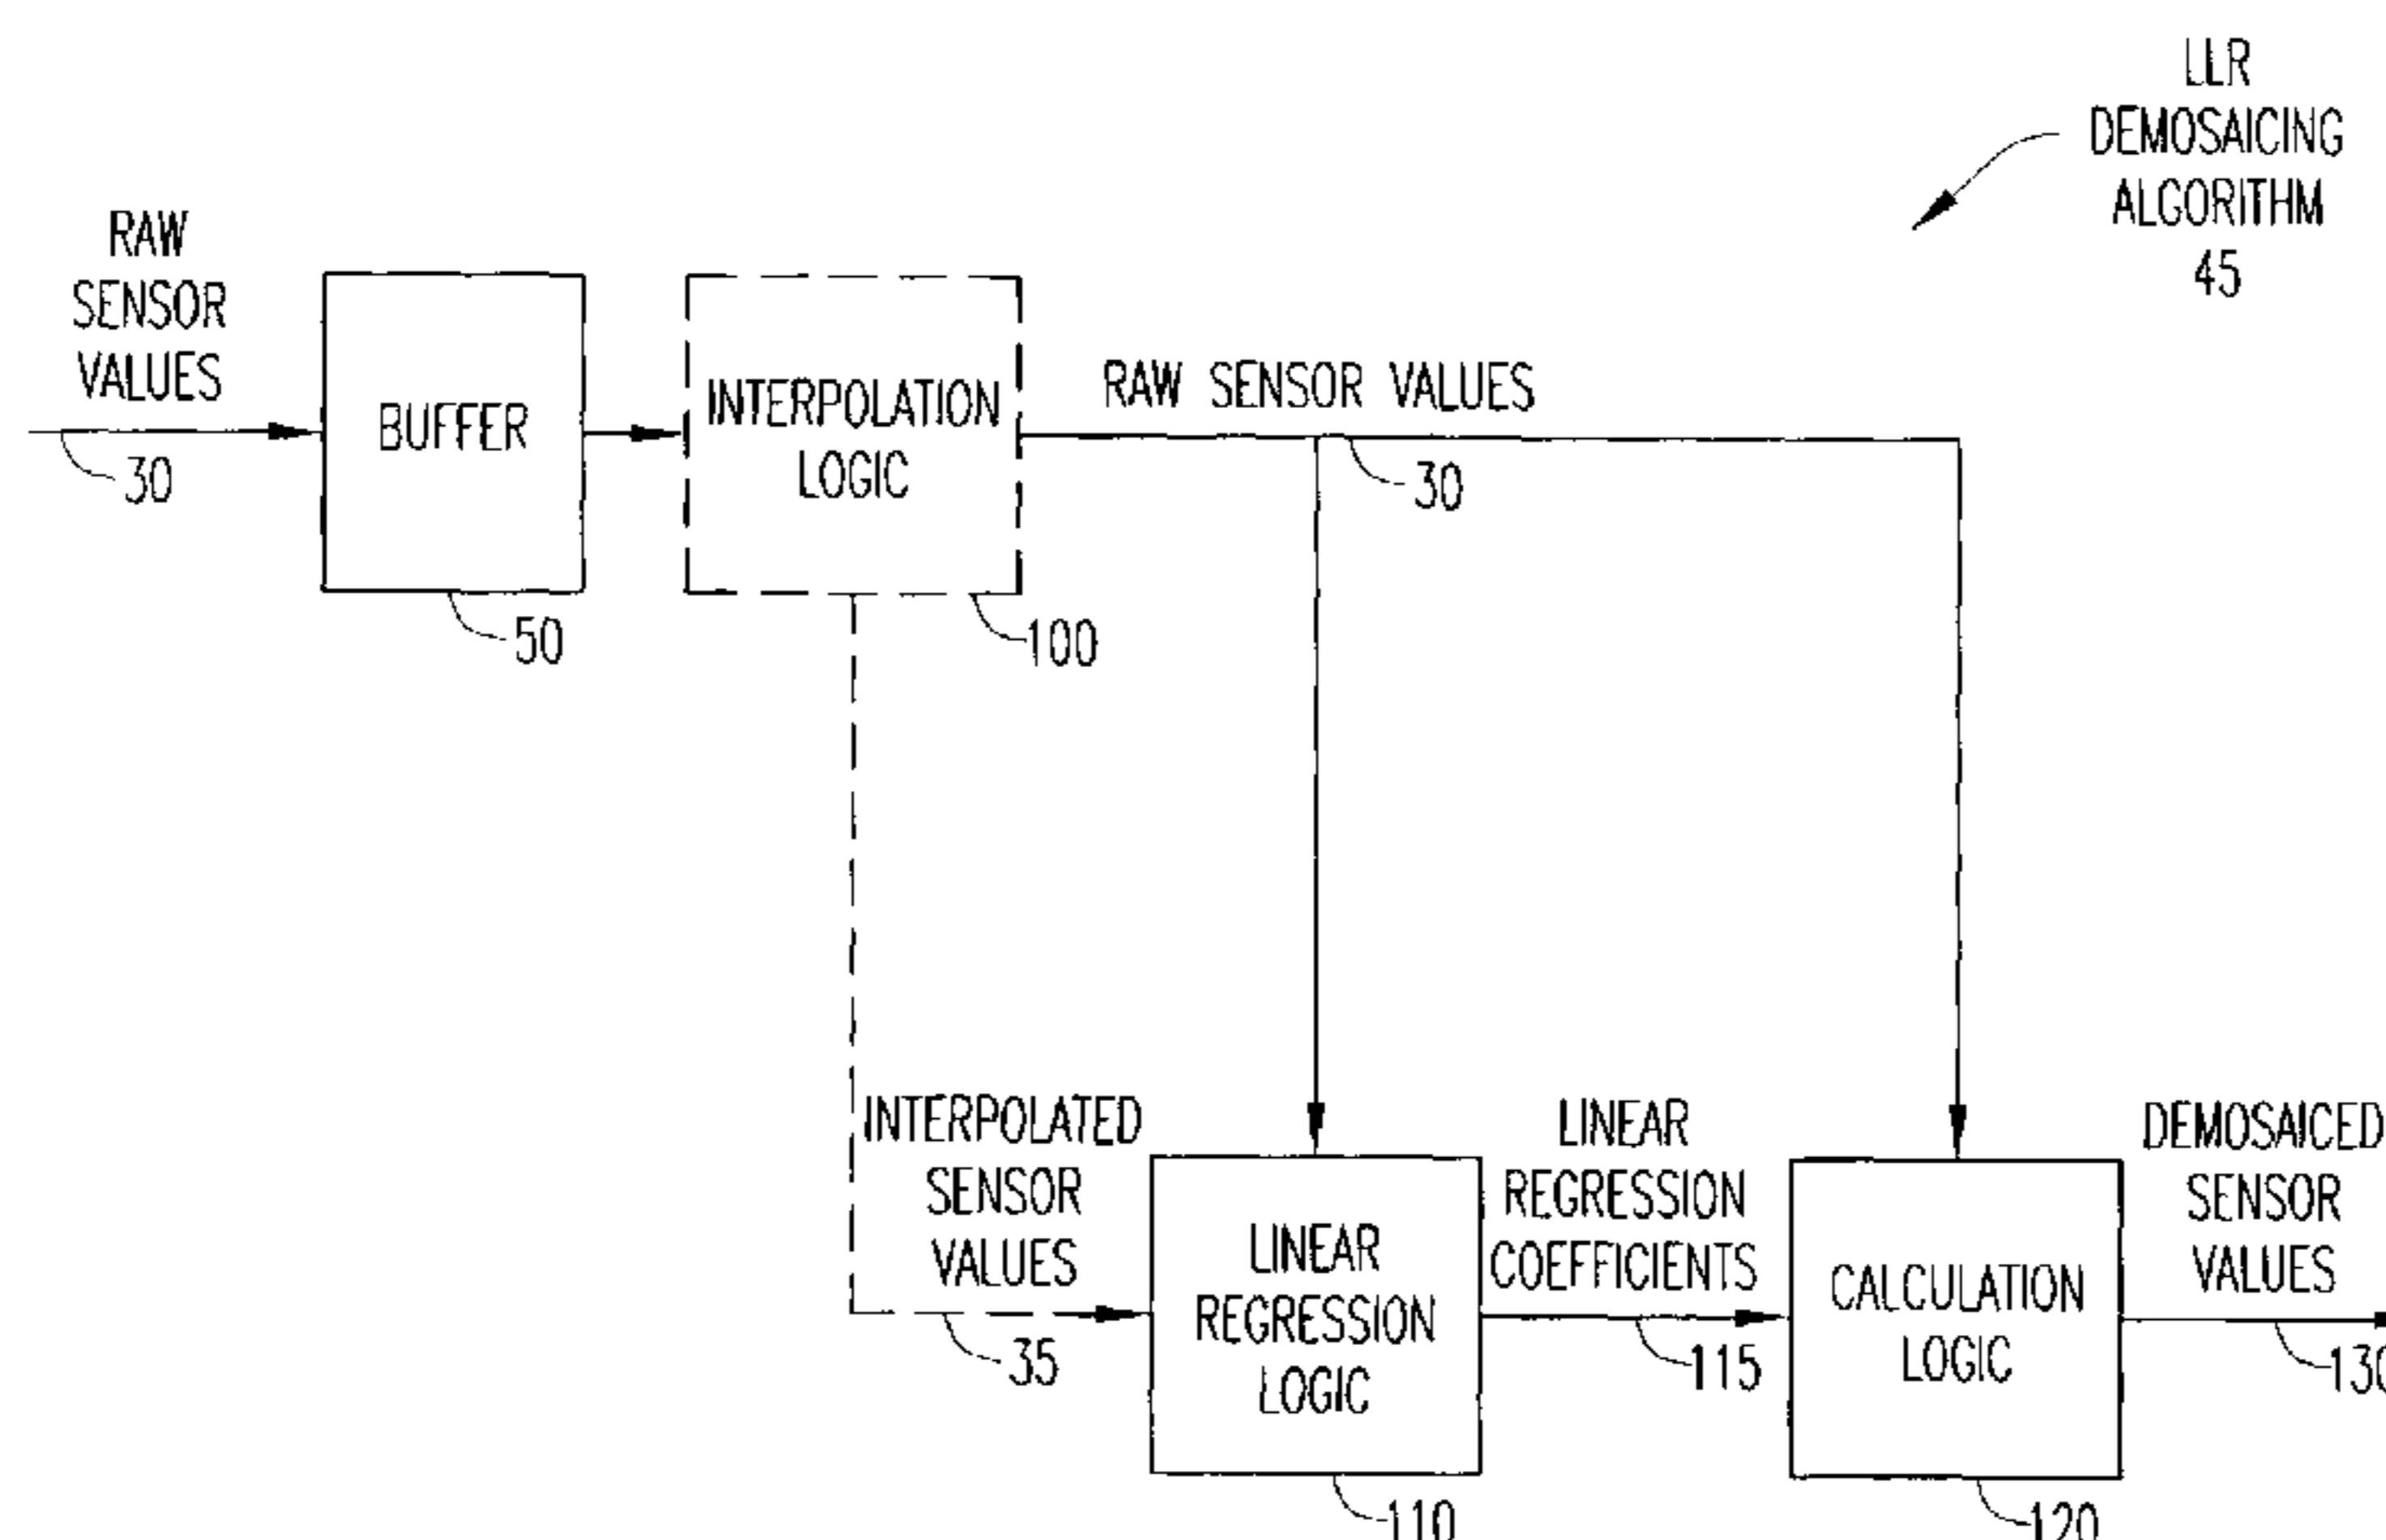 LLR
DEMOSAICING
ALGORITHM
45
RAW
SENSOR
VALUES
30
BUFFER
50
INTERPOLATION
LOGIC
100
RAW SENSOR VALUES
30
INTERPOLATED
SENSOR
VALUES
35
LINEAR
REGRESSION
LOGIC
110
LINEAR
REGRESSION
COEFFICIENTS
115
CALCULATION
LOGIC
120
DEMOSAICED
SENSOR
VALUES
130